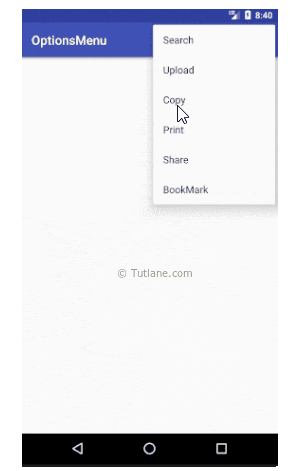 8:40
OptionsMenu
Search
Upload
Copy
Print
Share
BookMark
© Tutlane.com